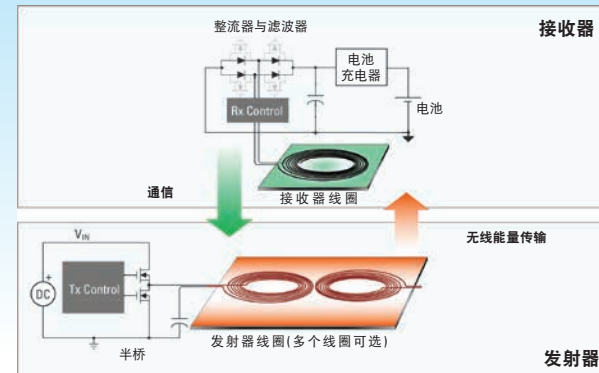 整流器与滤波器
接收器
电池
充电器
电池
Rx Control
通信
接收器线圈
无线能量传输
VIN
DC
Tx Control
半桥
发射器线圈(多个线圈可选)
发射器